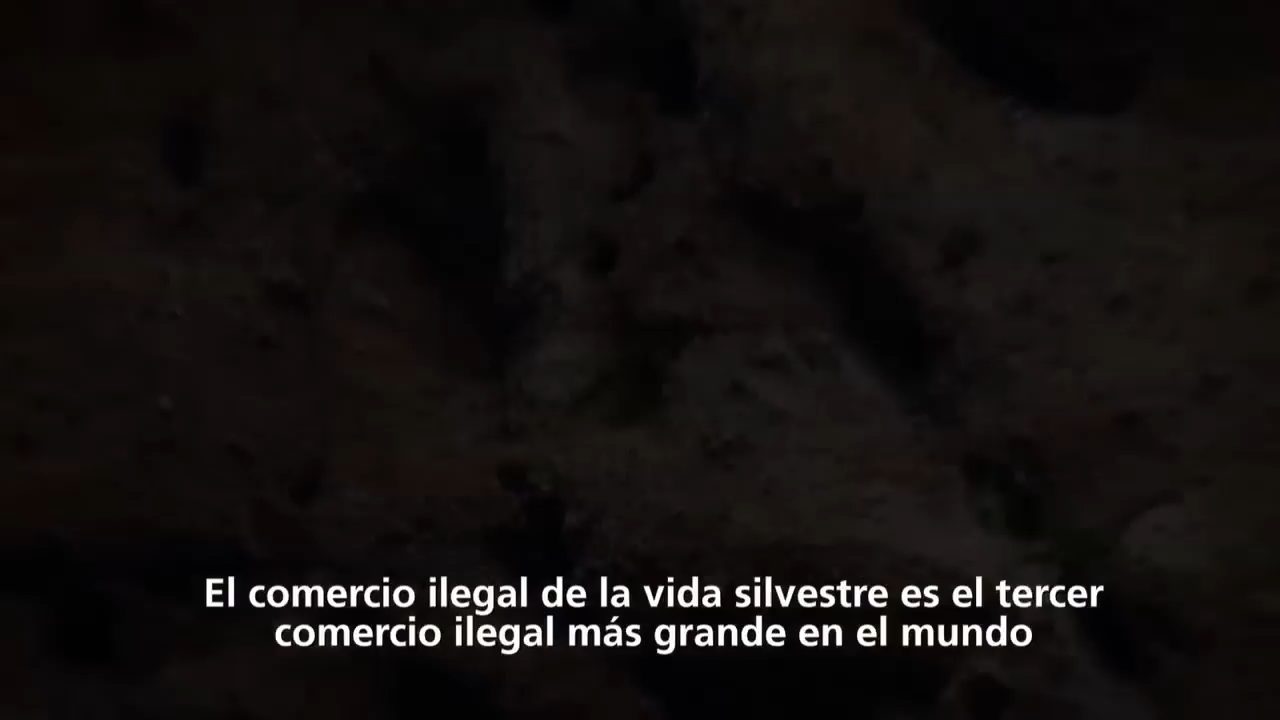 El comercio ilegal de la vida silvestre es el tercer
comercio ilegal más grande en el mundo